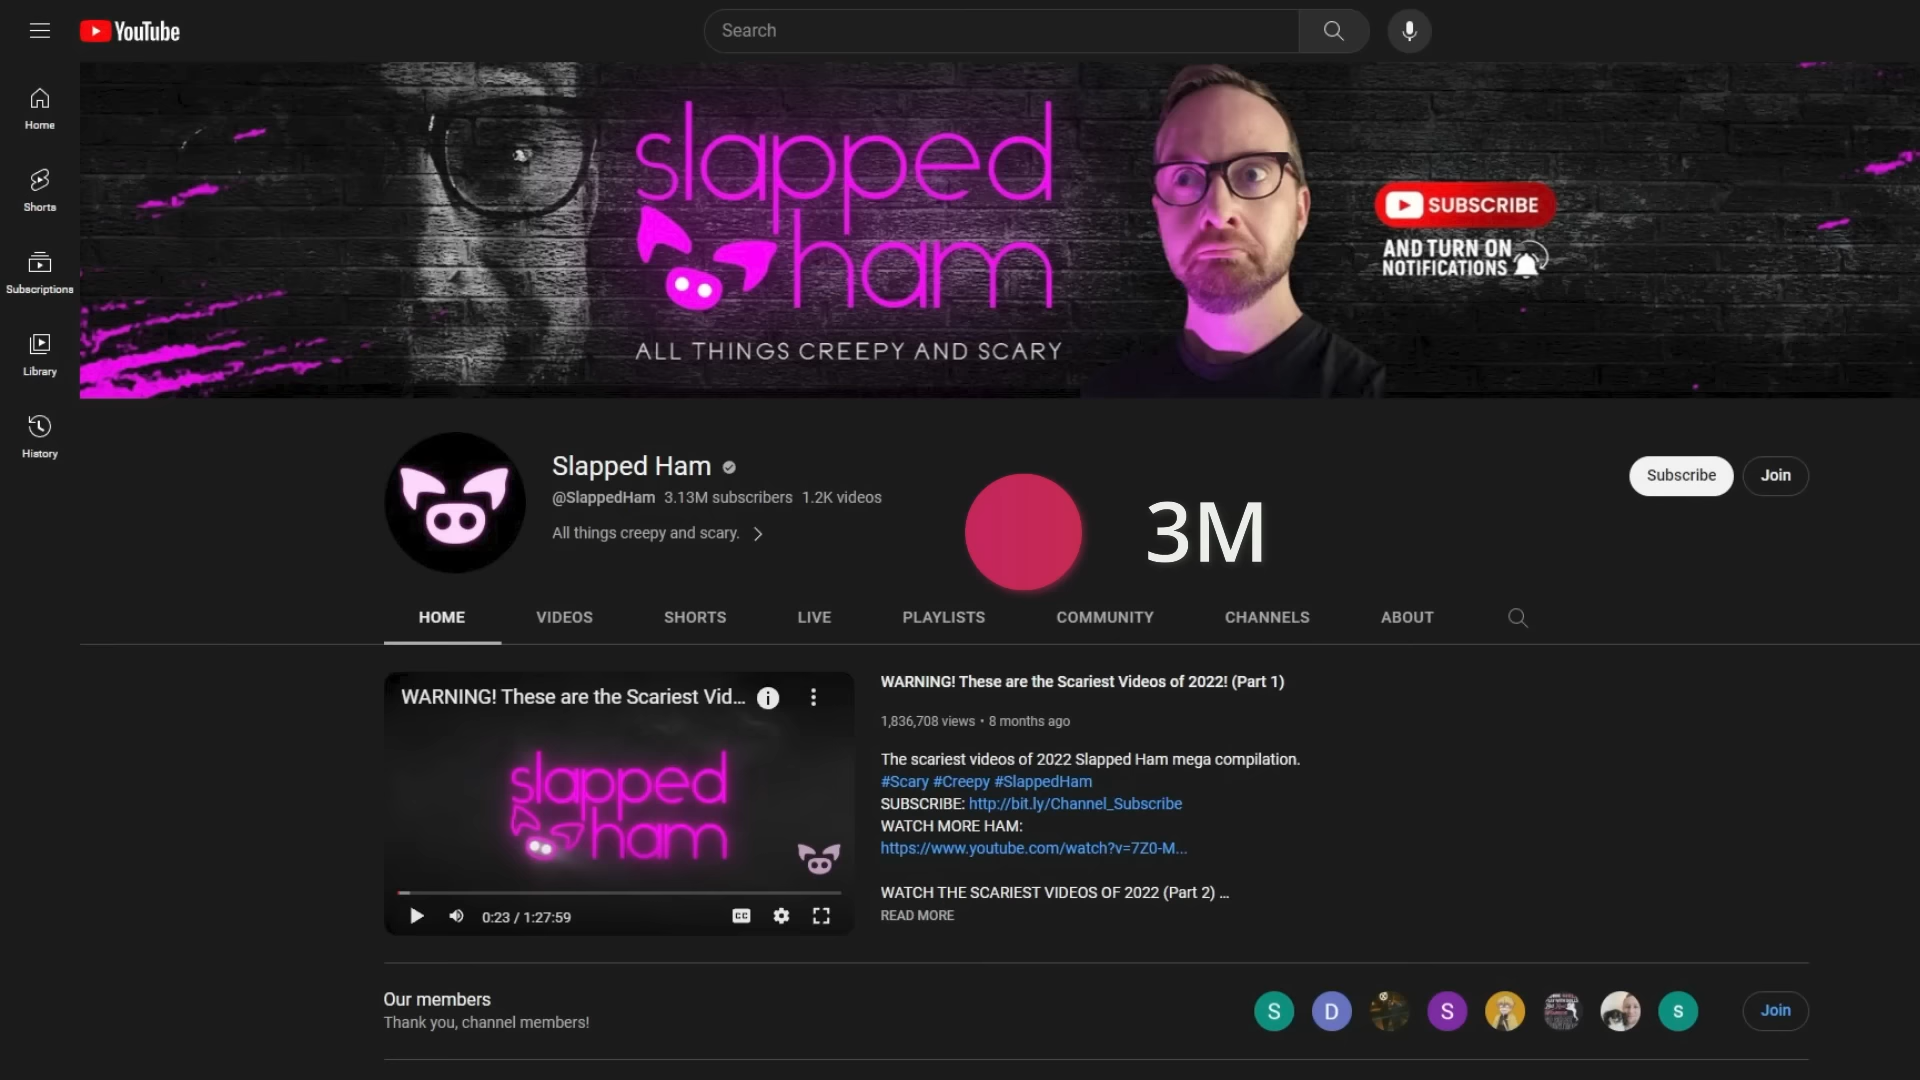 YouTube
Search
Home
Shorts
Subscriptions
Library
History
slapped
ham
ALL THINGS CREEPY AND SCARY
SUBSCRIBE
AND TURN ON
NOTIFICATIONS
Slapped Ham
@SlappedHam 3.13M subscribers 1.2K videos
All things creepy and scary.
3M
Subscribe
Join
HOME VIDEOS SHORTS LIVE PLAYLISTS COMMUNITY CHANNELS ABOUT
WARNING! These are the Scariest Vid...
slapped
ham
CC
0:23 / 1:27:59
WARNING! These are the Scariest Videos of 2022! (Part 1)
1,836,708 views • 8 months ago
The scariest videos of 2022 Slapped Ham mega compilation.
#Scary #Creepy #SlappedHam
SUBSCRIBE: http://bit.ly/Channel_Subscribe
WATCH MORE HAM:
https://www.youtube.com/watch?v=7Z0-M...
WATCH THE SCARIEST VIDEOS OF 2022 (Part 2) ...
READ MORE
Our members
Thank you, channel members!
S D S S
Join